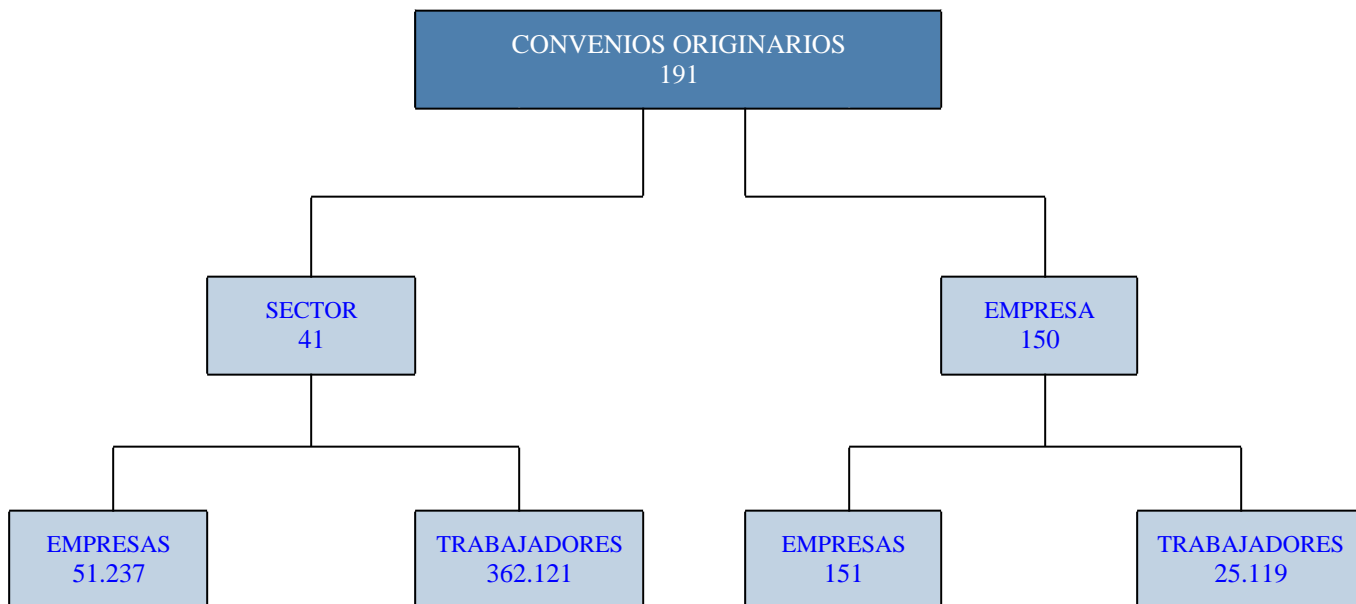 CONVENIOS ORIGINARIOS
191
SECTOR
41
EMPRESA
150
EMPRESAS
51.237
TRABAJADORES
362.121
EMPRESAS
151
TRABAJADORES
25.119